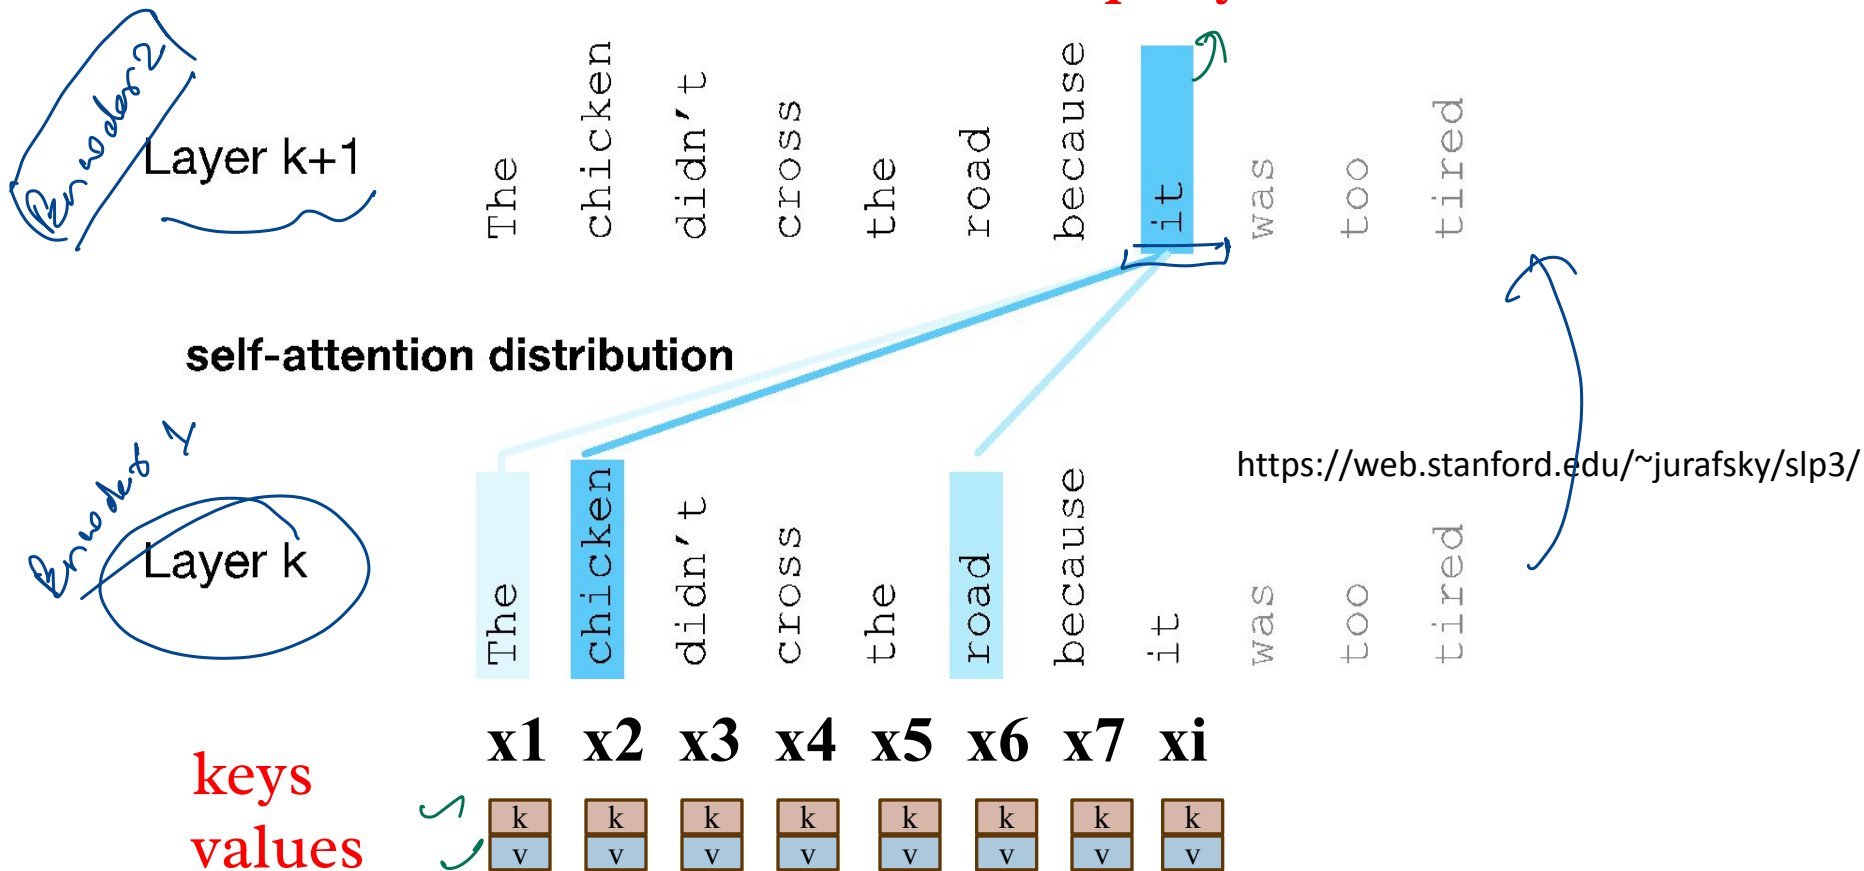 Encoder 2
Layer k+1
The chicken didn't cross the road because it was too tired
self-attention distribution
https://web.stanford.edu/~jurafsky/slp3/
Encoder 1
Layer k
The chicken didn't cross the road because it was too tired
x1 x2 x3 x4 x5 x6 x7 xi
keys
k k k k k k k k
values
v v v v v v v v